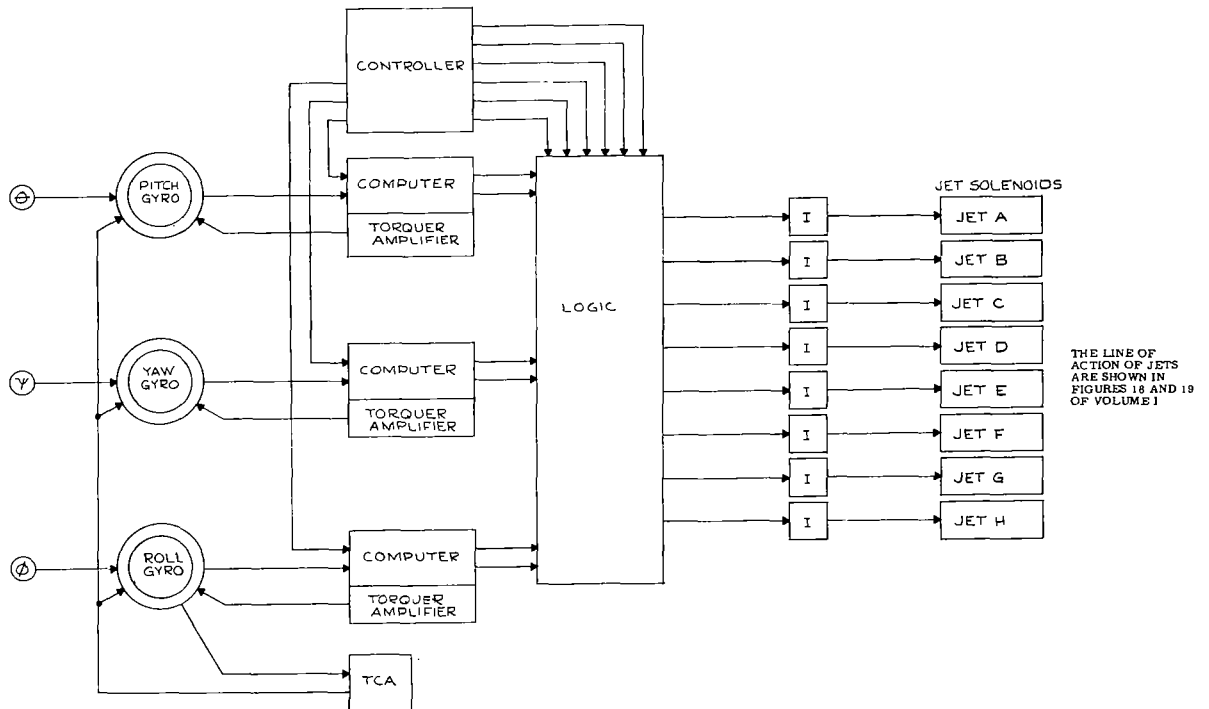 CONTROLLER
COMPUTER
TORQUER
AMPLIFIER
PITCH
GYRO
θ
LOGIC
JET SOLENOIDS
I
JET A
I
JET B
I
JET C
I
JET D
I
JET E
I
JET F
I
JET G
I
JET H
THE LINE OF
ACTION OF JETS
ARE SHOWN IN
FIGURES 18 AND 19
OF VOLUME I
COMPUTER
TORQUER
AMPLIFIER
YAW
GYRO
Ψ
COMPUTER
TORQUER
AMPLIFIER
ROLL
GYRO
ϕ
TCA